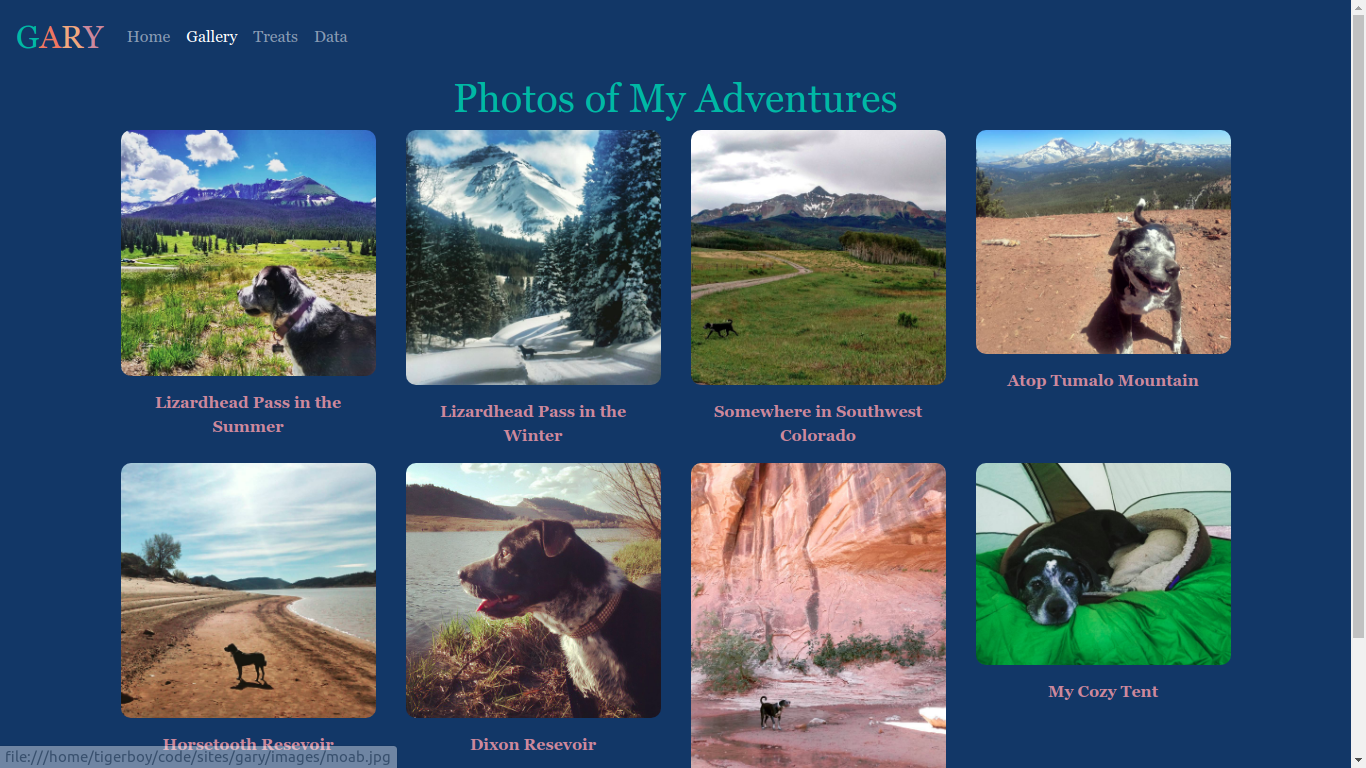 GARY Home Gallery Treats Data
Photos of My Adventures
Lizardhead Pass in the
Summer
Lizardhead Pass in the
Winter
Somewhere in Southwest
Colorado
Atop Tumalo Mountain
Horsetooth Resevoir
Dixon Resevoir
My Cozy Tent
file:///home/tigerboy/code/sites/gary/images/moab.jpg